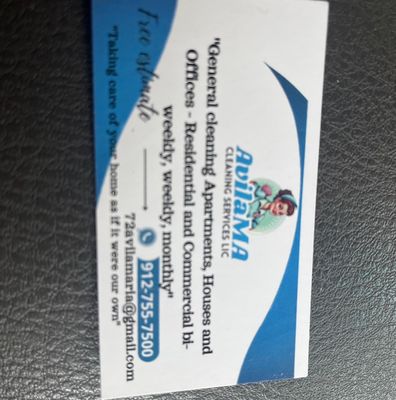 AvilaMA
CLEANING SERVICES LLC
"General cleaning Apartments, Houses and
Offices - Residential and Commercial bi-
weekly, weekly, monthly"
Free estimate
912-755-7500
72avilamaria@gmail.com
"Taking care of your home as if it were our own"